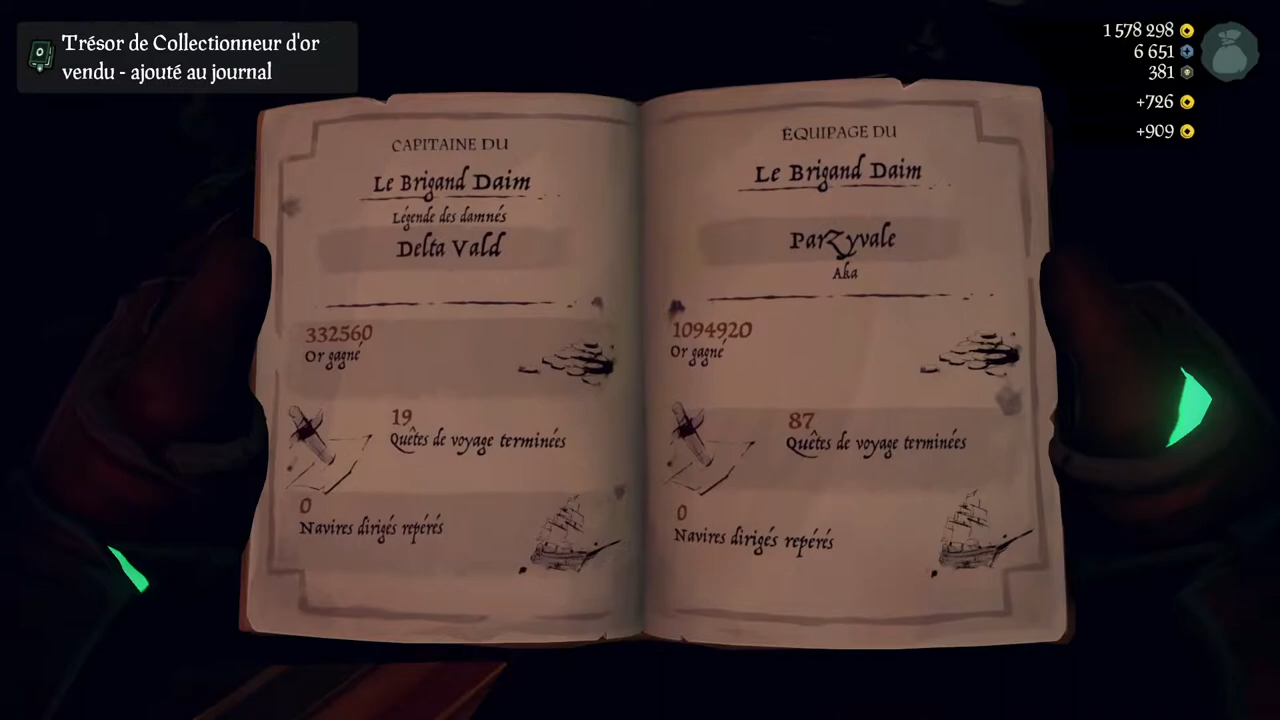 Trésor de Collectionneur d'or
vendu - ajouté au journal
1 578 298
6 651
381
+726
+909
CAPITAINE DU
Le Brigand Daim
Légende des damnés
Delta Vald
332560
Or gagné
19
Quêtes de voyage terminées
0
Navires dirigés repérés
ÉQUIPAGE DU
Le Brigand Daim
ParZyvale
Aka
1094920
Or gagné
87
Quêtes de voyage terminées
0
Navires dirigés repérés